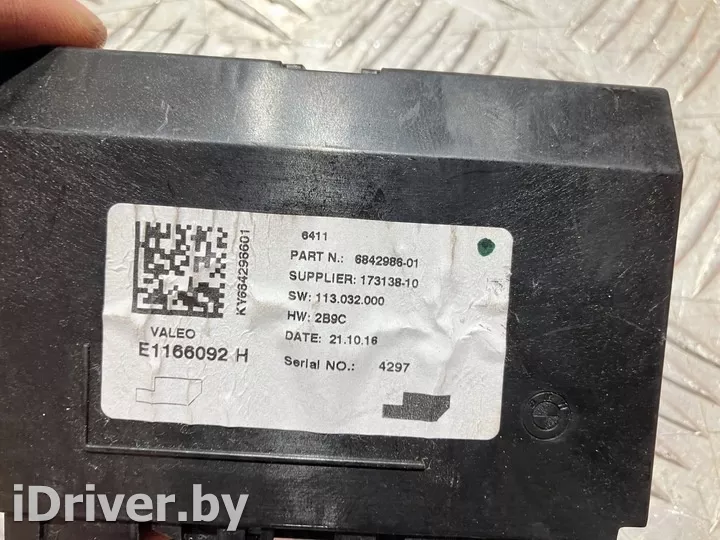 6411
PART N.: 6842986-01
SUPPLIER: 173138-10
SW: 113.032.000
HW: 2B9C
DATE: 21.10.16
Serial NO.: 4297
KY684298601
VALEO
E1166092 H
iDriver.by